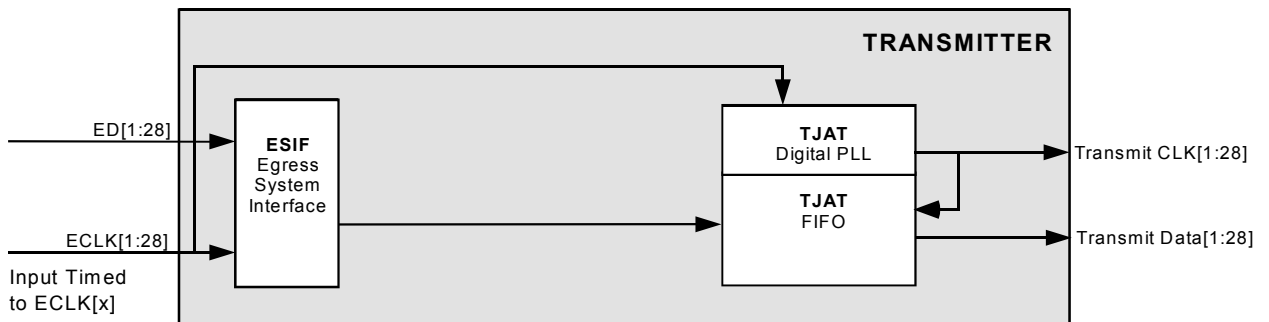 TRANSMITTER
ED[1:28]
ESIF
Egress
System
Interface
TJAT
Digital PLL
Transmit CLK[1:28]
TJAT
FIFO
ECLK[1:28]
Transmit Data[1:28]
Input Timed
to ECLK[x]